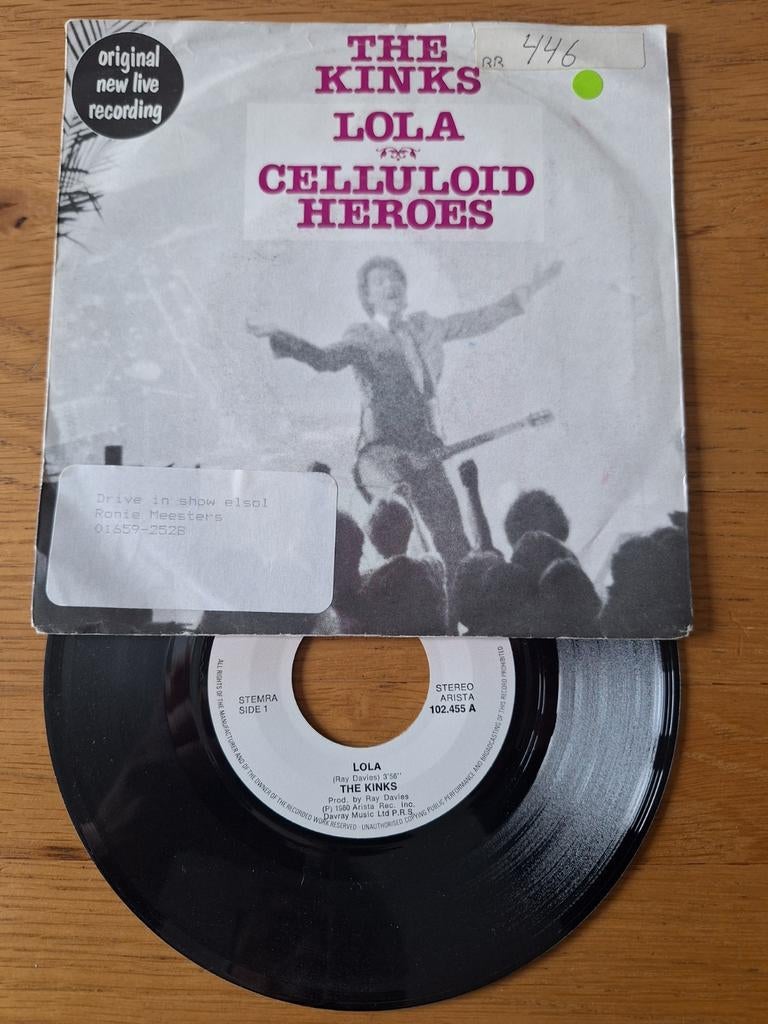 original
new live
recording
THE
KINKS
RR 446
LOLA
CELLULOID
HEROES
Drive in show elsol
Ronie Meesters
01659-2528
STEMRA
SIDE 1
STEREO
ARISTA
102.455 A
LOLA
(Ray Davies) 3'56''
THE KINKS
Prod. by Ray Davies
(P) 1980 Arista Rec. Inc.
Davray Music Ltd P.R.S.
ALL RIGHTS OF THE MANUFACTURER AND OF THE OWNER OF THE RECORDED WORK RESERVED · UNAUTHORISED COPYING PUBLIC PERFORMANCE AND BROADCASTING OF THIS RECORD PROHIBITED